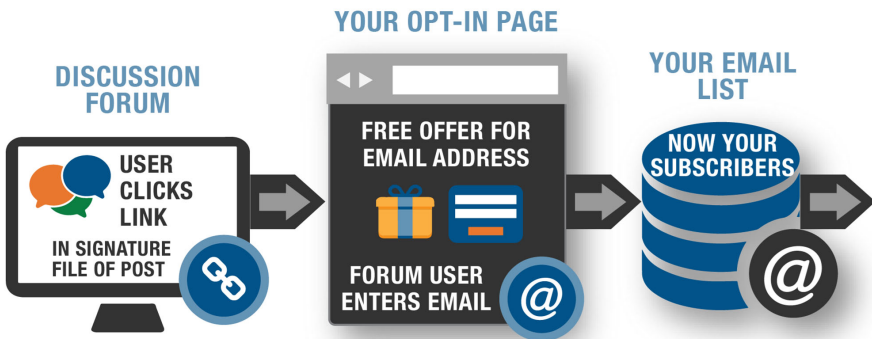 DISCUSSION
FORUM
USER
CLICKS
LINK
IN SIGNATURE
FILE OF POST
YOUR OPT-IN PAGE
FREE OFFER FOR
EMAIL ADDRESS
FORUM USER
ENTERS EMAIL
@
YOUR EMAIL
LIST
NOW YOUR
SUBSCRIBERS
@